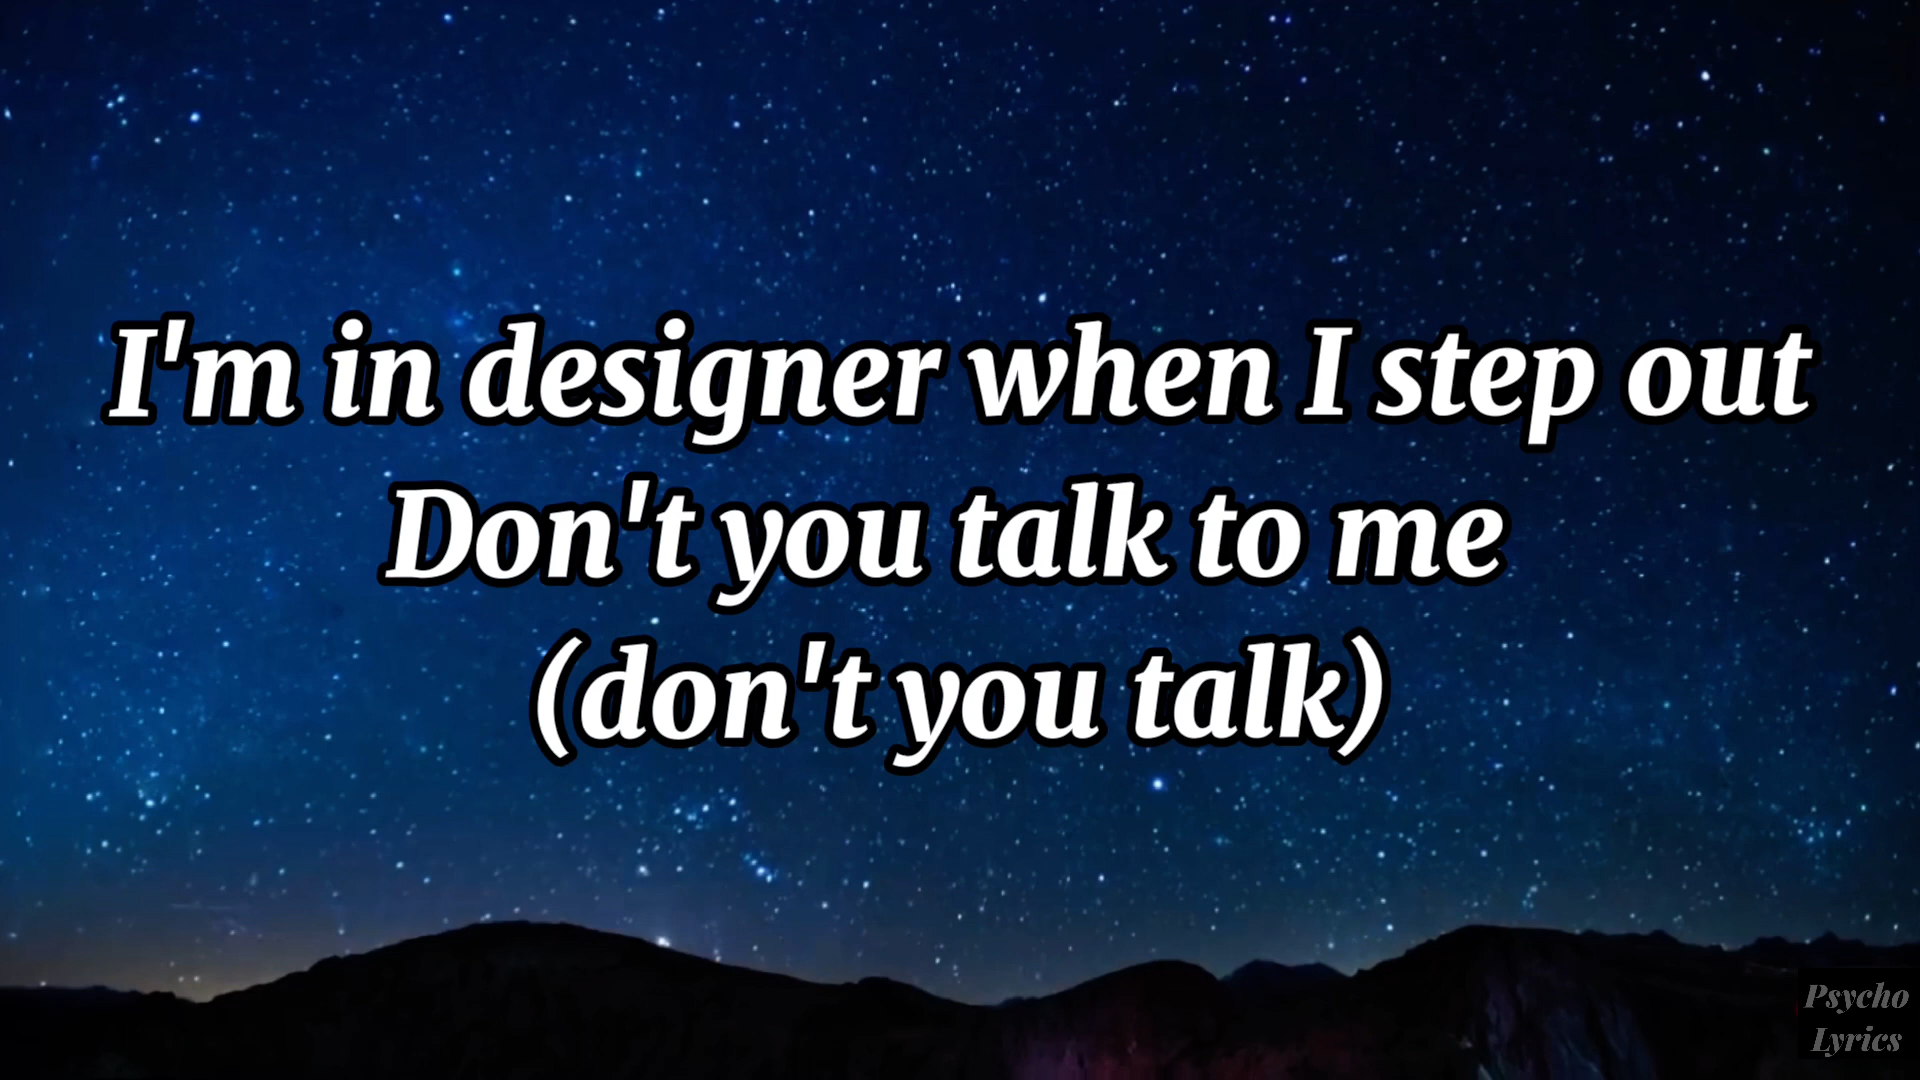 I'm in designer when I step out
Don't you talk to me
(don't you talk)
Psycho
Lyrics